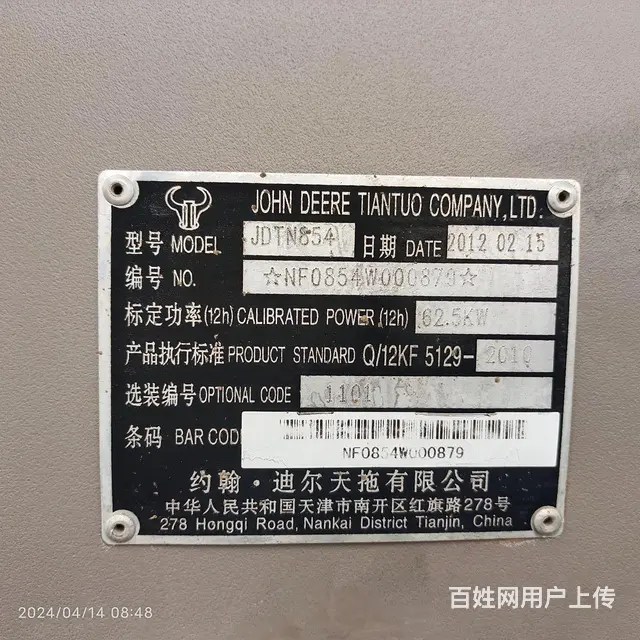 JOHN DEERE TIANTUO COMPANY,LTD.
型号 MODEL JDTN854 日期 DATE 2012 02 15
编号 NO. ☆NF0854W000879☆
标定功率(12h) CALIBRATED POWER (12h) 62.5KW
产品执行标准 PRODUCT STANDARD Q/12KF 5129-2010
选装编号 OPTIONAL CODE 1101
条码 BAR CODE
NF0854W000879
约翰·迪尔天拖有限公司
中华人民共和国天津市南开区红旗路278号
278 Hongqi Road, Nankai District Tianjin, China
2024/04/14 08:48
百姓网用户上传